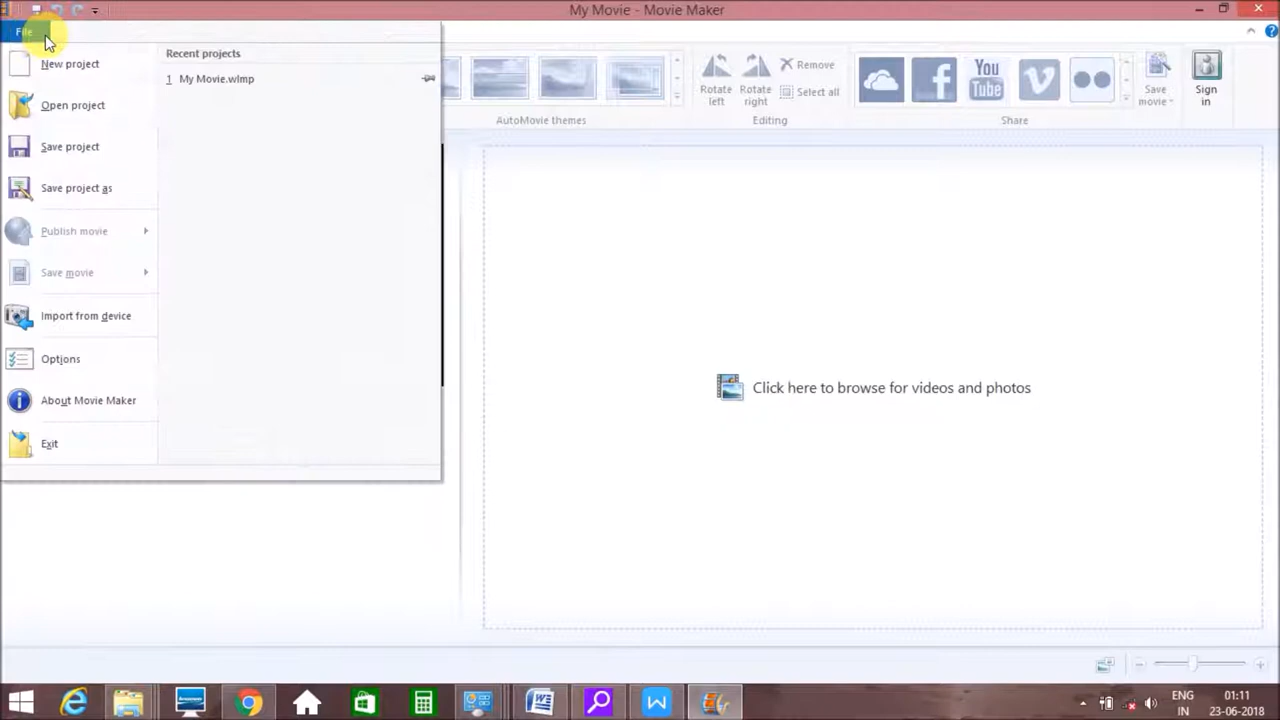 My Movie - Movie Maker
File
New project
Open project
Save project
Save project as
Publish movie
Save movie
Import from device
Options
About Movie Maker
Exit
Recent projects
1 My Movie.wlmp
AutoMovie themes
Rotate left
Rotate right
Remove
Select all
Editing
You Tube
Share
Save movie
Sign in
Click here to browse for videos and photos
ENG
IN
01:11
23-06-2018